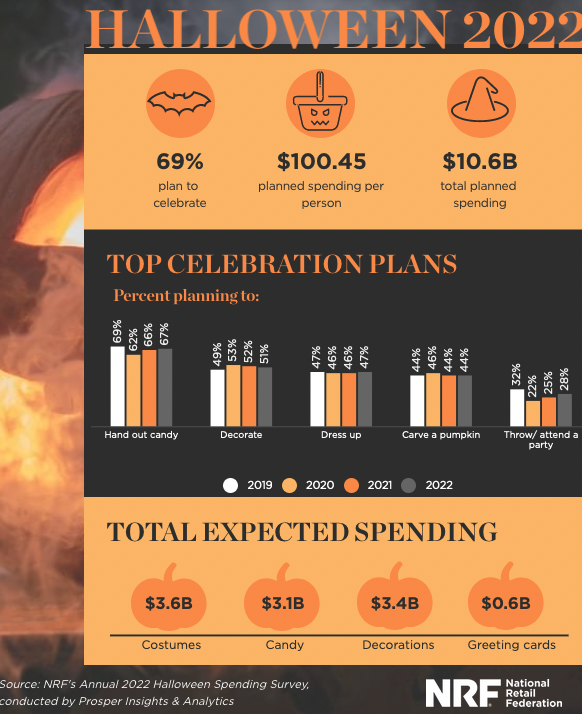 HALLOWEEN 2022
69%
plan to
celebrate
$100.45
planned spending per
person
$10.6B
total planned
spending
TOP CELEBRATION PLANS
Percent planning to:
69%
62%
66%
67%
Hand out candy
49%
53%
52%
51%
Decorate
47%
46%
46%
47%
Dress up
44%
46%
44%
44%
Carve a pumpkin
32%
22%
25%
28%
Throw/ attend a
party
2019
2020
2021
2022
TOTAL EXPECTED SPENDING
$3.6B
Costumes
$3.1B
Candy
$3.4B
Decorations
$0.6B
Greeting cards
Source: NRF's Annual 2022 Halloween Spending Survey,
conducted by Prosper Insights & Analytics
NRF
National
Retail
Federation